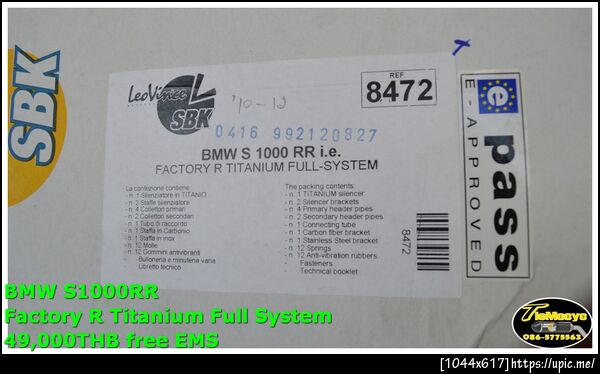 SBK
LeoVince
SBK
'10-12
REF
8472
0416 992120827
BMW S 1000 RR i.e.
FACTORY R TITANIUM FULL-SYSTEM
La confezione contiene:
- n. 1 Silenziatore in TITANIO
- n. 2 Staffe silenziatore
- n. 4 Collettori primari
- n. 2 Collettori secondari
- n. 1 Tubo di raccordo
- n. 1 Staffa in Carbonio
- n. 1 Staffa in inox
- n. 12 Molle
- n. 12 Gommini antivibranti
- Bulloneria e minuteria varia
- Libretto tecnico
The packing contents:
- n. 1 TITANIUM silencer
- n. 2 Silencer brackets
- n. 4 Primary header pipes
- n. 2 Secondary header pipes
- n. 1 Connecting tube
- n. 1 Carbon fiber bracket
- n. 1 Stainless Steel bracket
- n. 12 Springs
- n. 12 Anti-vibration rubbers
- Fasteners
- Technical booklet
8472
e pass
E-APPROVED
BMW S1000RR
Factory R Titanium Full System
49,000THB free EMS
TleMocyc
086-5775563
[1044x617]https://upic.me/